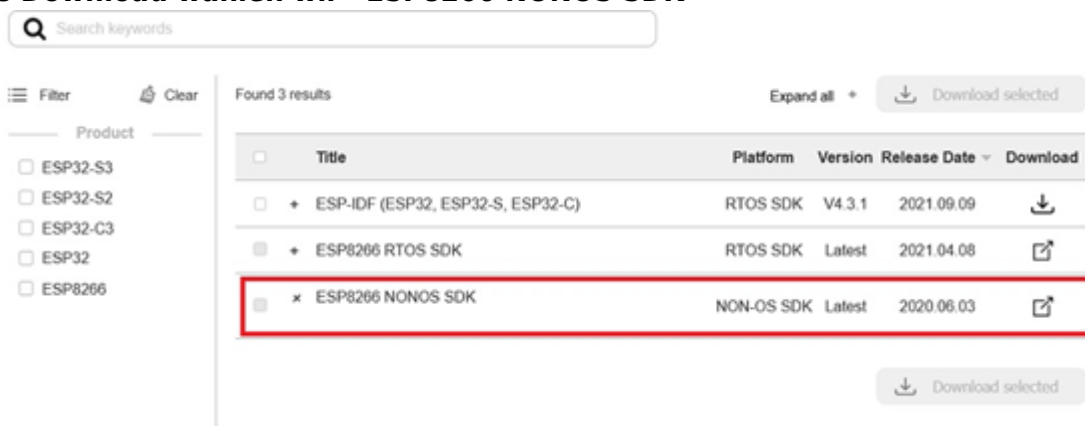 Search keywords
Filter Clear
Found 3 results
Expand all +
Download selected
Product
ESP32-S3
ESP32-S2
ESP32-C3
ESP32
ESP8266
Title Platform Version Release Date Download
+ ESP-IDF (ESP32, ESP32-S, ESP32-C) RTOS SDK V4.3.1 2021.09.09
+ ESP8266 RTOS SDK RTOS SDK Latest 2021.04.08
× ESP8266 NONOS SDK NON-OS SDK Latest 2020.06.03
Download selected